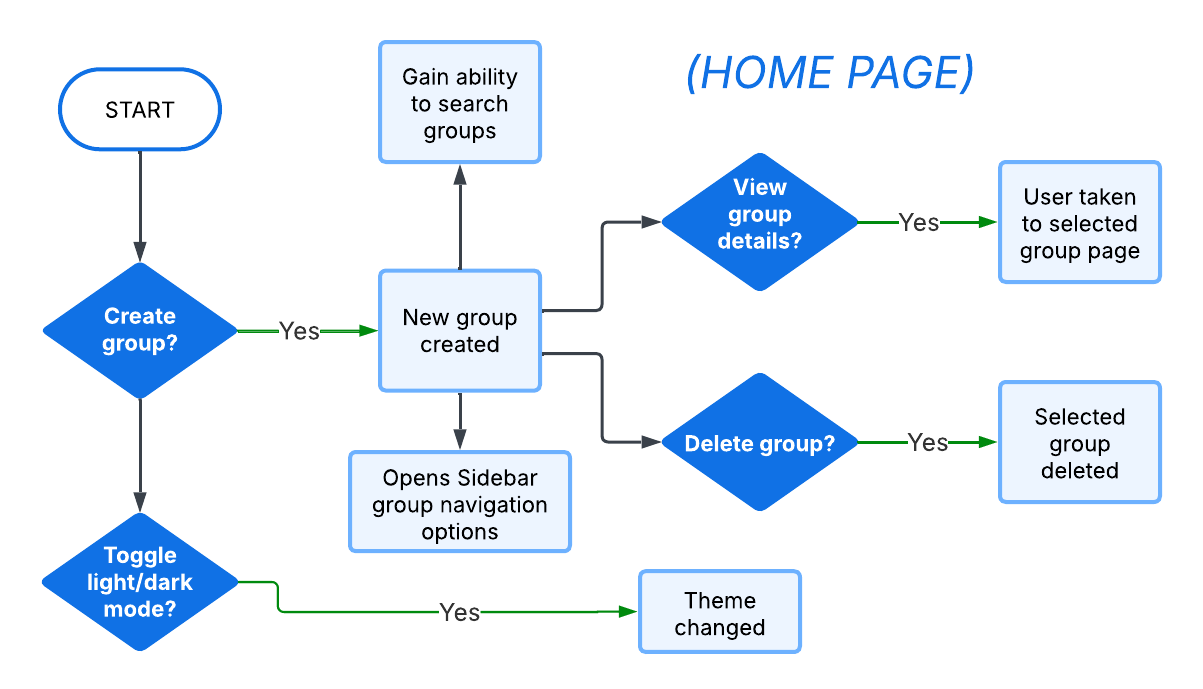 (HOME PAGE)
START
Gain ability
to search
groups
View
group
details?
Yes
User taken
to selected
group page
Create
group?
Yes
New group
created
Delete group?
Yes
Selected
group
deleted
Opens Sidebar
group navigation
options
Toggle
light/dark
mode?
Yes
Theme
changed